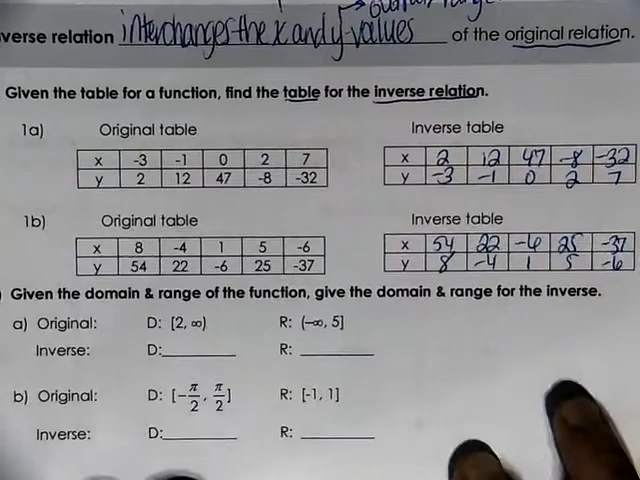 verse relation interchanges the x and y-values of the original relation.
Given the table for a function, find the table for the inverse relation.
1a) Original table Inverse table
x -3 -1 0 2 7 x 2 12 47 -8 -32
y 2 12 47 -8 -32 y -3 -1 0 2 7
1b) Original table Inverse table
x 8 -4 1 5 -6 x 54 22 -6 25 -37
y 54 22 -6 25 -37 y 8 -4 1 5 -6
) Given the domain & range of the function, give the domain & range for the inverse.
a) Original: D: [2, ∞) R: (-∞, 5]
Inverse: D:________ R: ________
b) Original: D: [-π/2, π/2] R: [-1, 1]
Inverse: D:________ R: ________